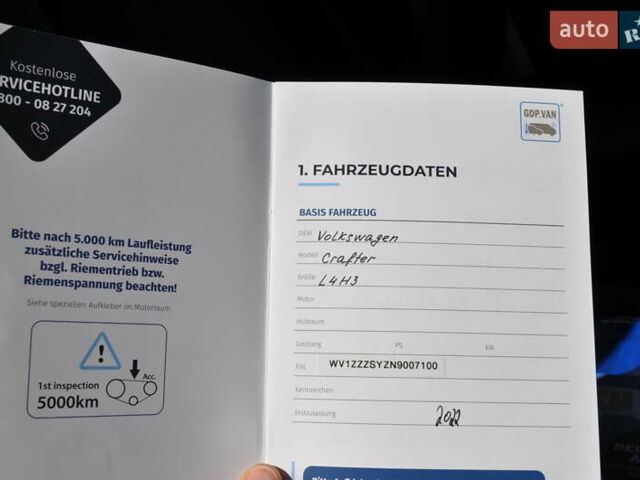 Kostenlose
RVICEHOTLINE
800 - 08 27 204
Bitte nach 5.000 km Laufleistung
zusätzliche Servicehinweise
bzgl. Riementrieb bzw.
Riemenspannung beachten!
Siehe speziellen Aufkleber im Motorraum
Acc.
1st inspection
5000km
auto
GDP.VAN
1. FAHRZEUGDATEN
BASIS FAHRZEUG
OEM Volkswagen
Modell Crafter
Größe L4H3
Motor
Hubraum
Leistung PS kW
FIN WV1ZZZSYZN9007100
Kennzeichen
Erstzulassung 2022